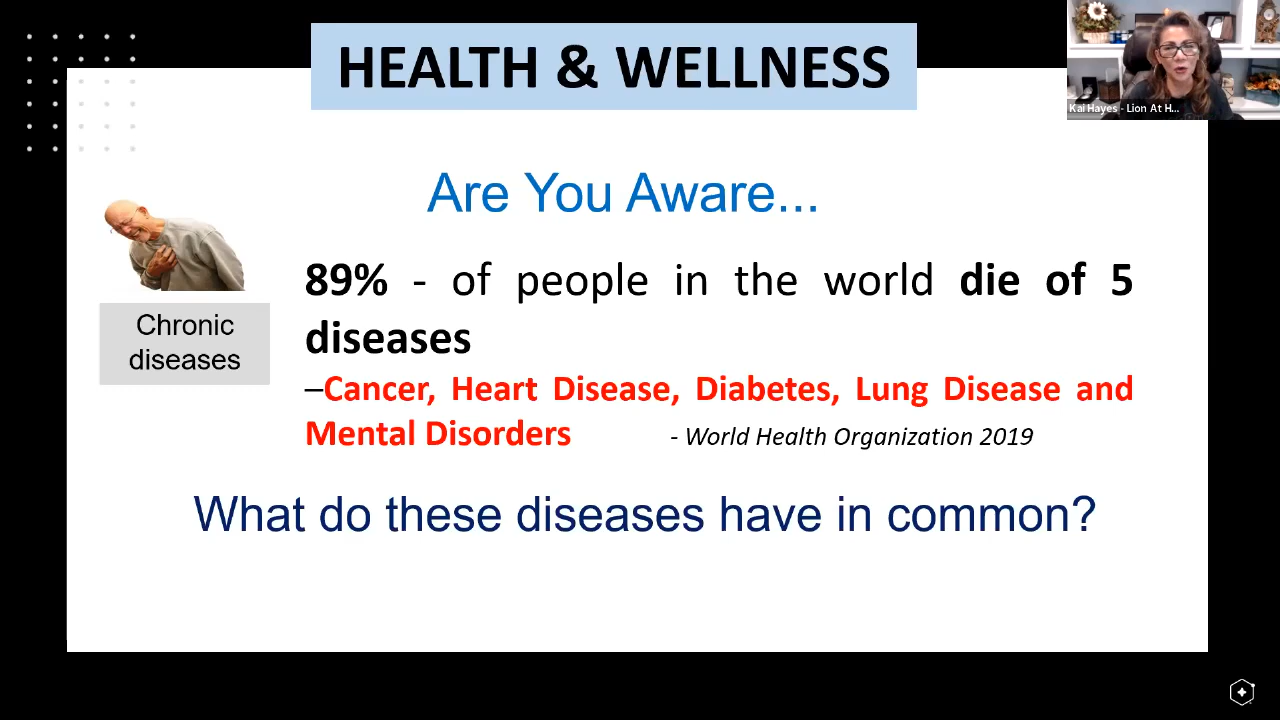 HEALTH & WELLNESS
Kai Hayes - Lion At H...
Are You Aware...
Chronic
diseases
89% - of people in the world die of 5
diseases
–Cancer, Heart Disease, Diabetes, Lung Disease and
Mental Disorders - World Health Organization 2019
What do these diseases have in common?